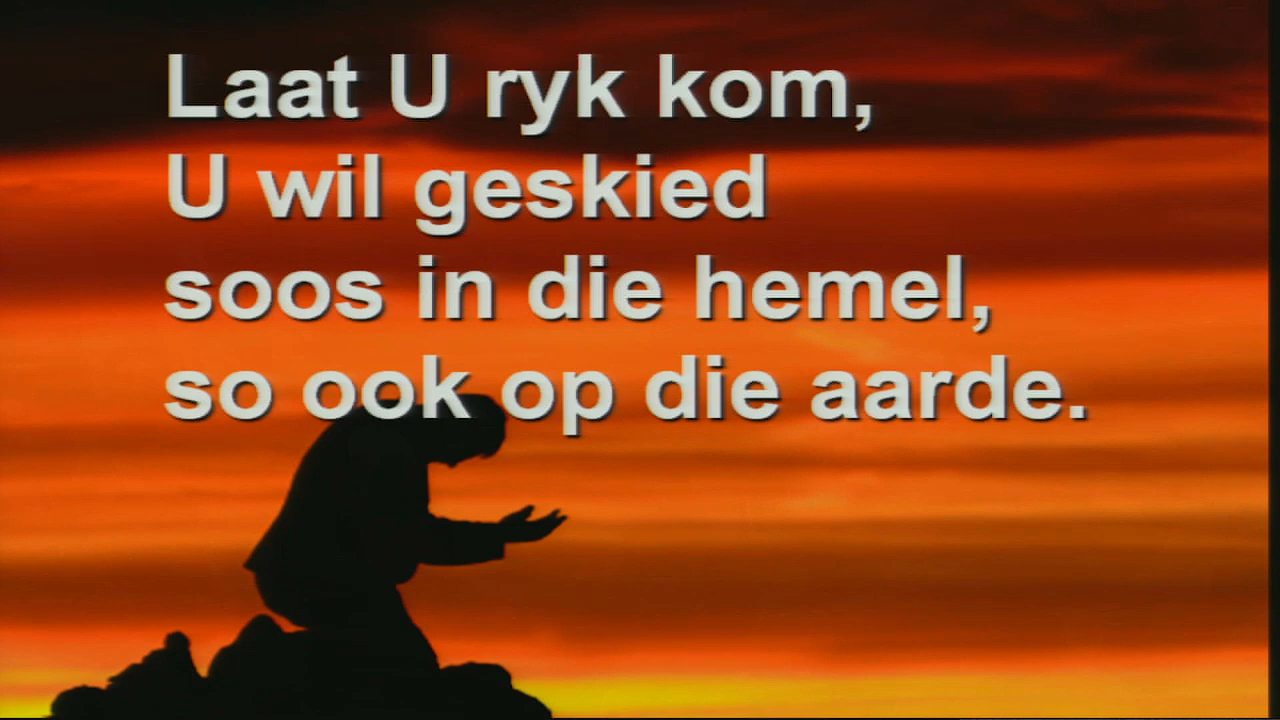 Laat U ryk kom,
U wil geskied
soos in die hemel,
so ook op die aarde.